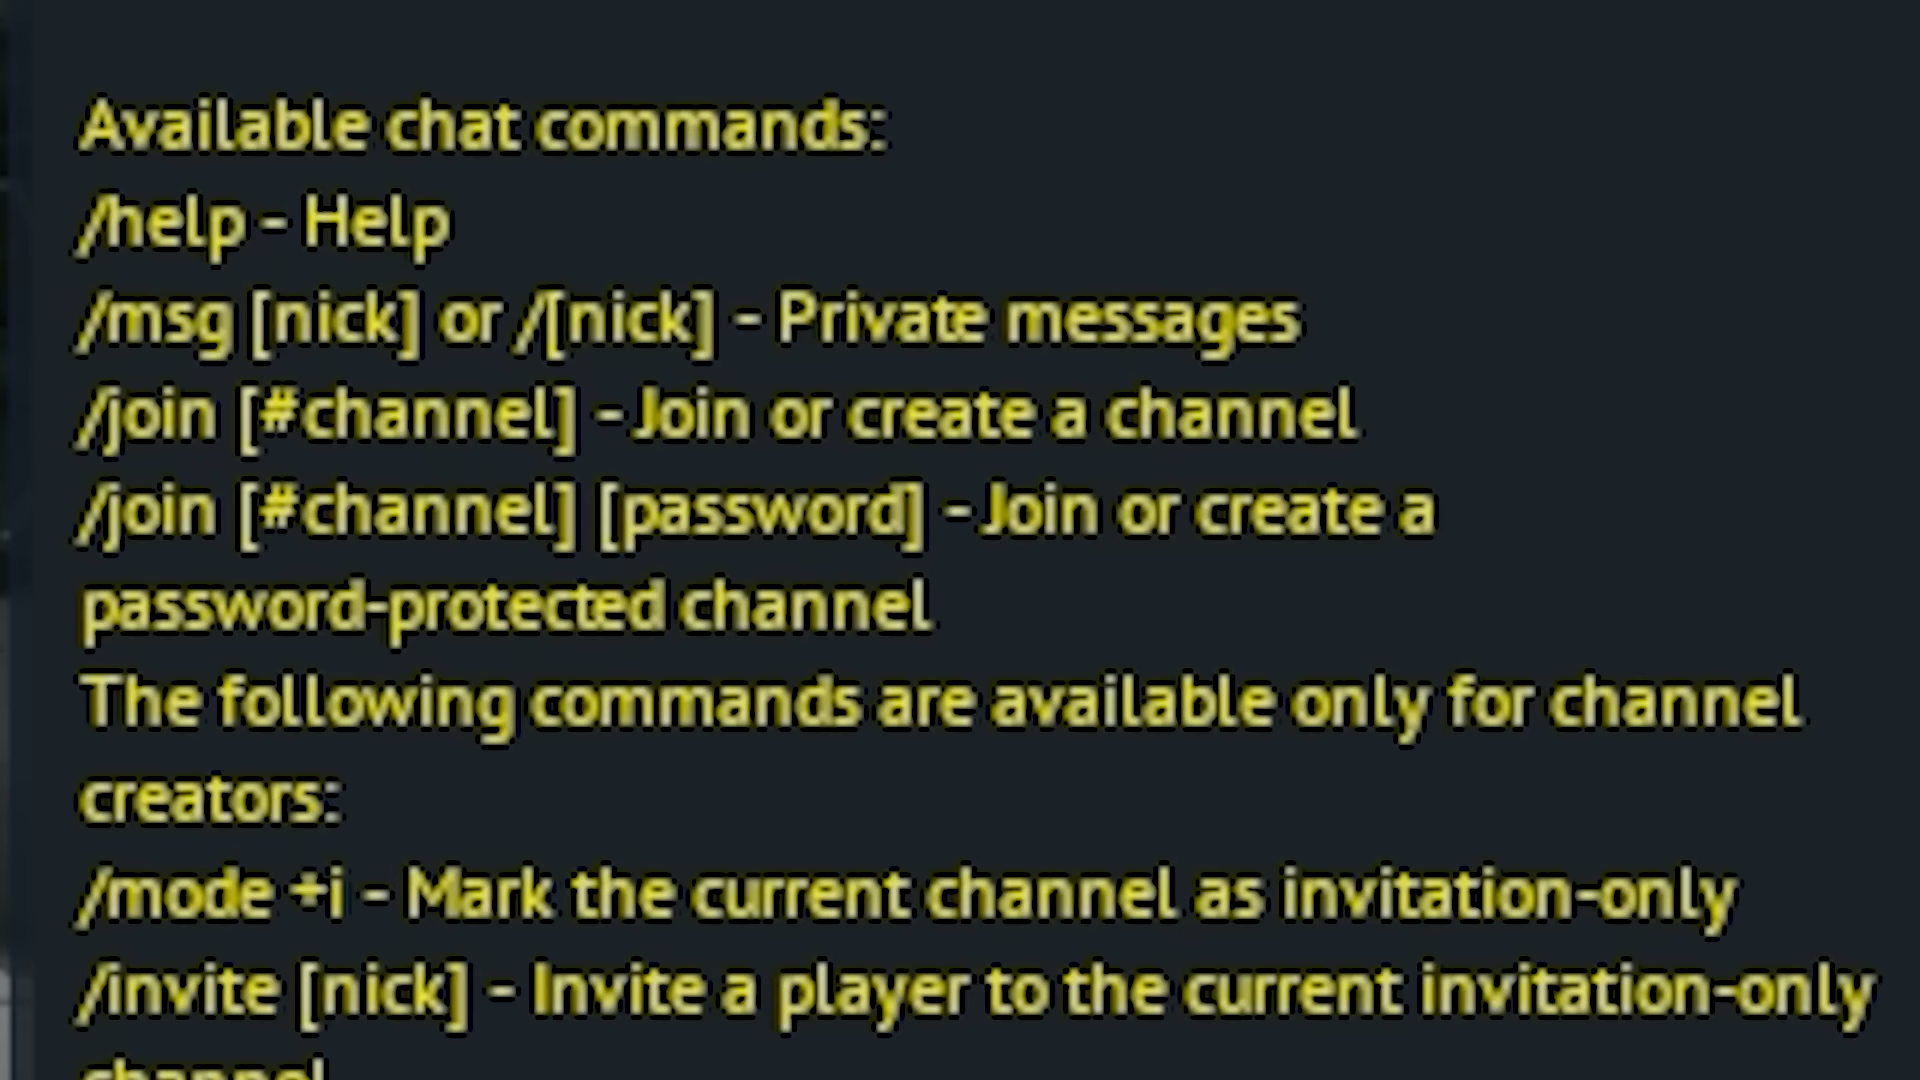 Available chat commands:
/help - Help
/msg [nick] or /[nick] - Private messages
/join [#channel] - Join or create a channel
/join [#channel] [password] - Join or create a
password-protected channel
The following commands are available only for channel
creators:
/mode +i - Mark the current channel as invitation-only
/invite [nick] - Invite a player to the current invitation-only
channel